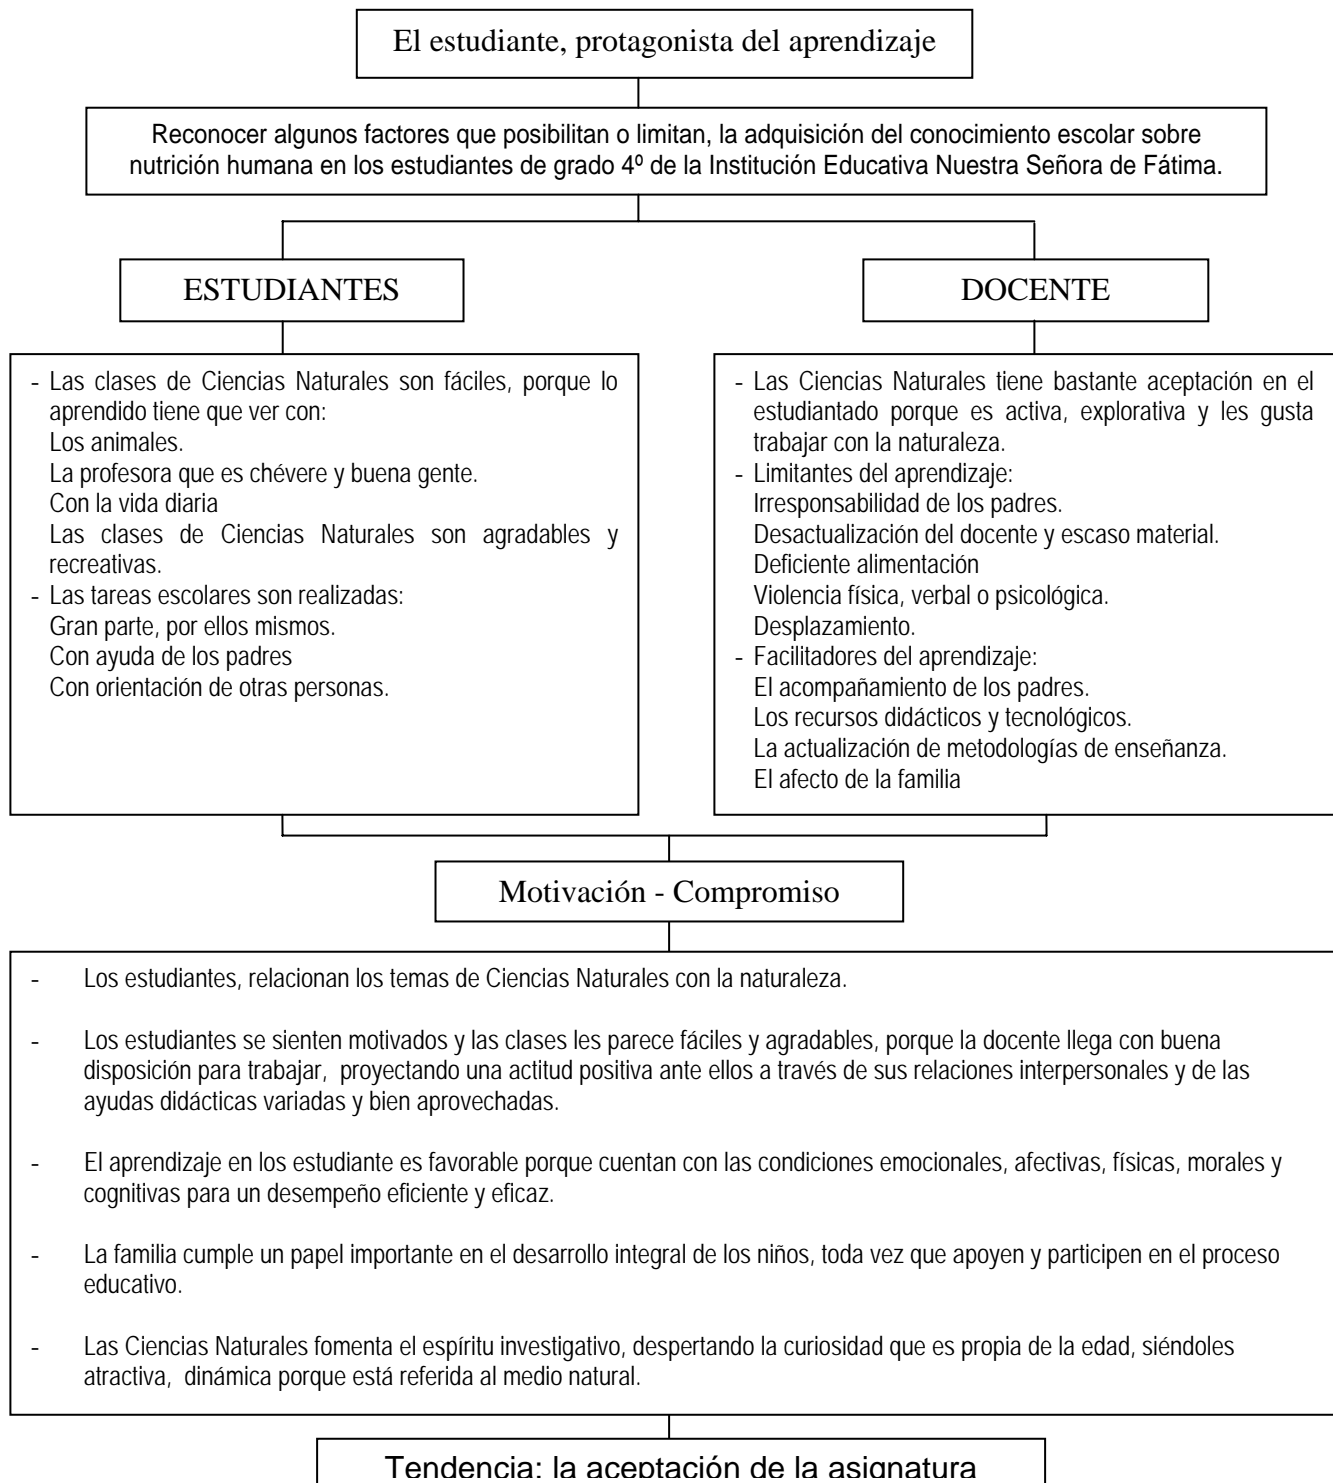 El estudiante, protagonista del aprendizaje
Reconocer algunos factores que posibilitan o limitan, la adquisición del conocimiento escolar sobre
nutrición humana en los estudiantes de grado 4º de la Institución Educativa Nuestra Señora de Fátima.
ESTUDIANTES
- Las clases de Ciencias Naturales son fáciles, porque lo
aprendido tiene que ver con:
Los animales.
La profesora que es chévere y buena gente.
Con la vida diaria
Las clases de Ciencias Naturales son agradables y
recreativas.
- Las tareas escolares son realizadas:
Gran parte, por ellos mismos.
Con ayuda de los padres
Con orientación de otras personas.
DOCENTE
- Las Ciencias Naturales tiene bastante aceptación en el
estudiantado porque es activa, explorativa y les gusta
trabajar con la naturaleza.
- Limitantes del aprendizaje:
Irresponsabilidad de los padres.
Desactualización del docente y escaso material.
Deficiente alimentación
Violencia física, verbal o psicológica.
Desplazamiento.
- Facilitadores del aprendizaje:
El acompañamiento de los padres.
Los recursos didácticos y tecnológicos.
La actualización de metodologías de enseñanza.
El afecto de la familia
Motivación - Compromiso
- Los estudiantes, relacionan los temas de Ciencias Naturales con la naturaleza.
- Los estudiantes se sienten motivados y las clases les parece fáciles y agradables, porque la docente llega con buena
disposición para trabajar, proyectando una actitud positiva ante ellos a través de sus relaciones interpersonales y de las
ayudas didácticas variadas y bien aprovechadas.
- El aprendizaje en los estudiante es favorable porque cuentan con las condiciones emocionales, afectivas, físicas, morales y
cognitivas para un desempeño eficiente y eficaz.
- La familia cumple un papel importante en el desarrollo integral de los niños, toda vez que apoyen y participen en el proceso
educativo.
- Las Ciencias Naturales fomenta el espíritu investigativo, despertando la curiosidad que es propia de la edad, siéndoles
atractiva, dinámica porque está referida al medio natural.
Tendencia: la aceptación de la asignatura